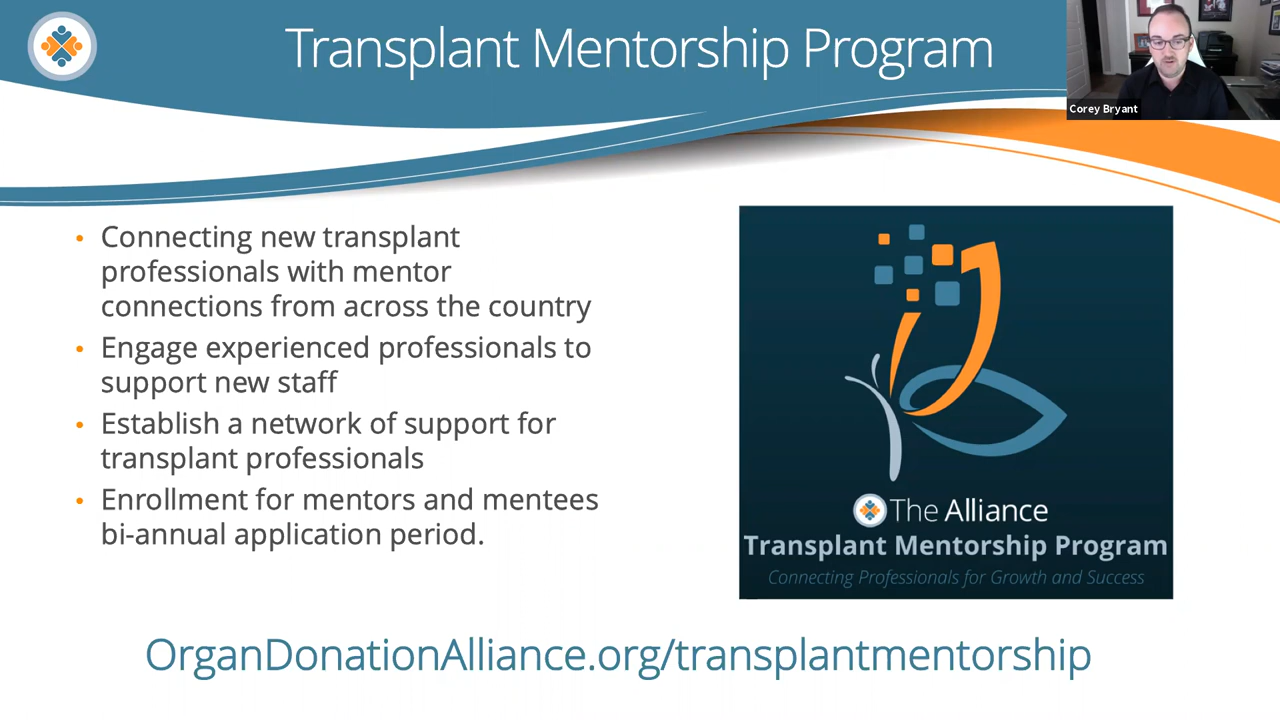 Transplant Mentorship Program
Corey Bryant
• Connecting new transplant
professionals with mentor
connections from across the country
• Engage experienced professionals to
support new staff
• Establish a network of support for
transplant professionals
• Enrollment for mentors and mentees
bi-annual application period.
The Alliance
Transplant Mentorship Program
Connecting Professionals for Growth and Success
OrganDonationAlliance.org/transplantmentorship